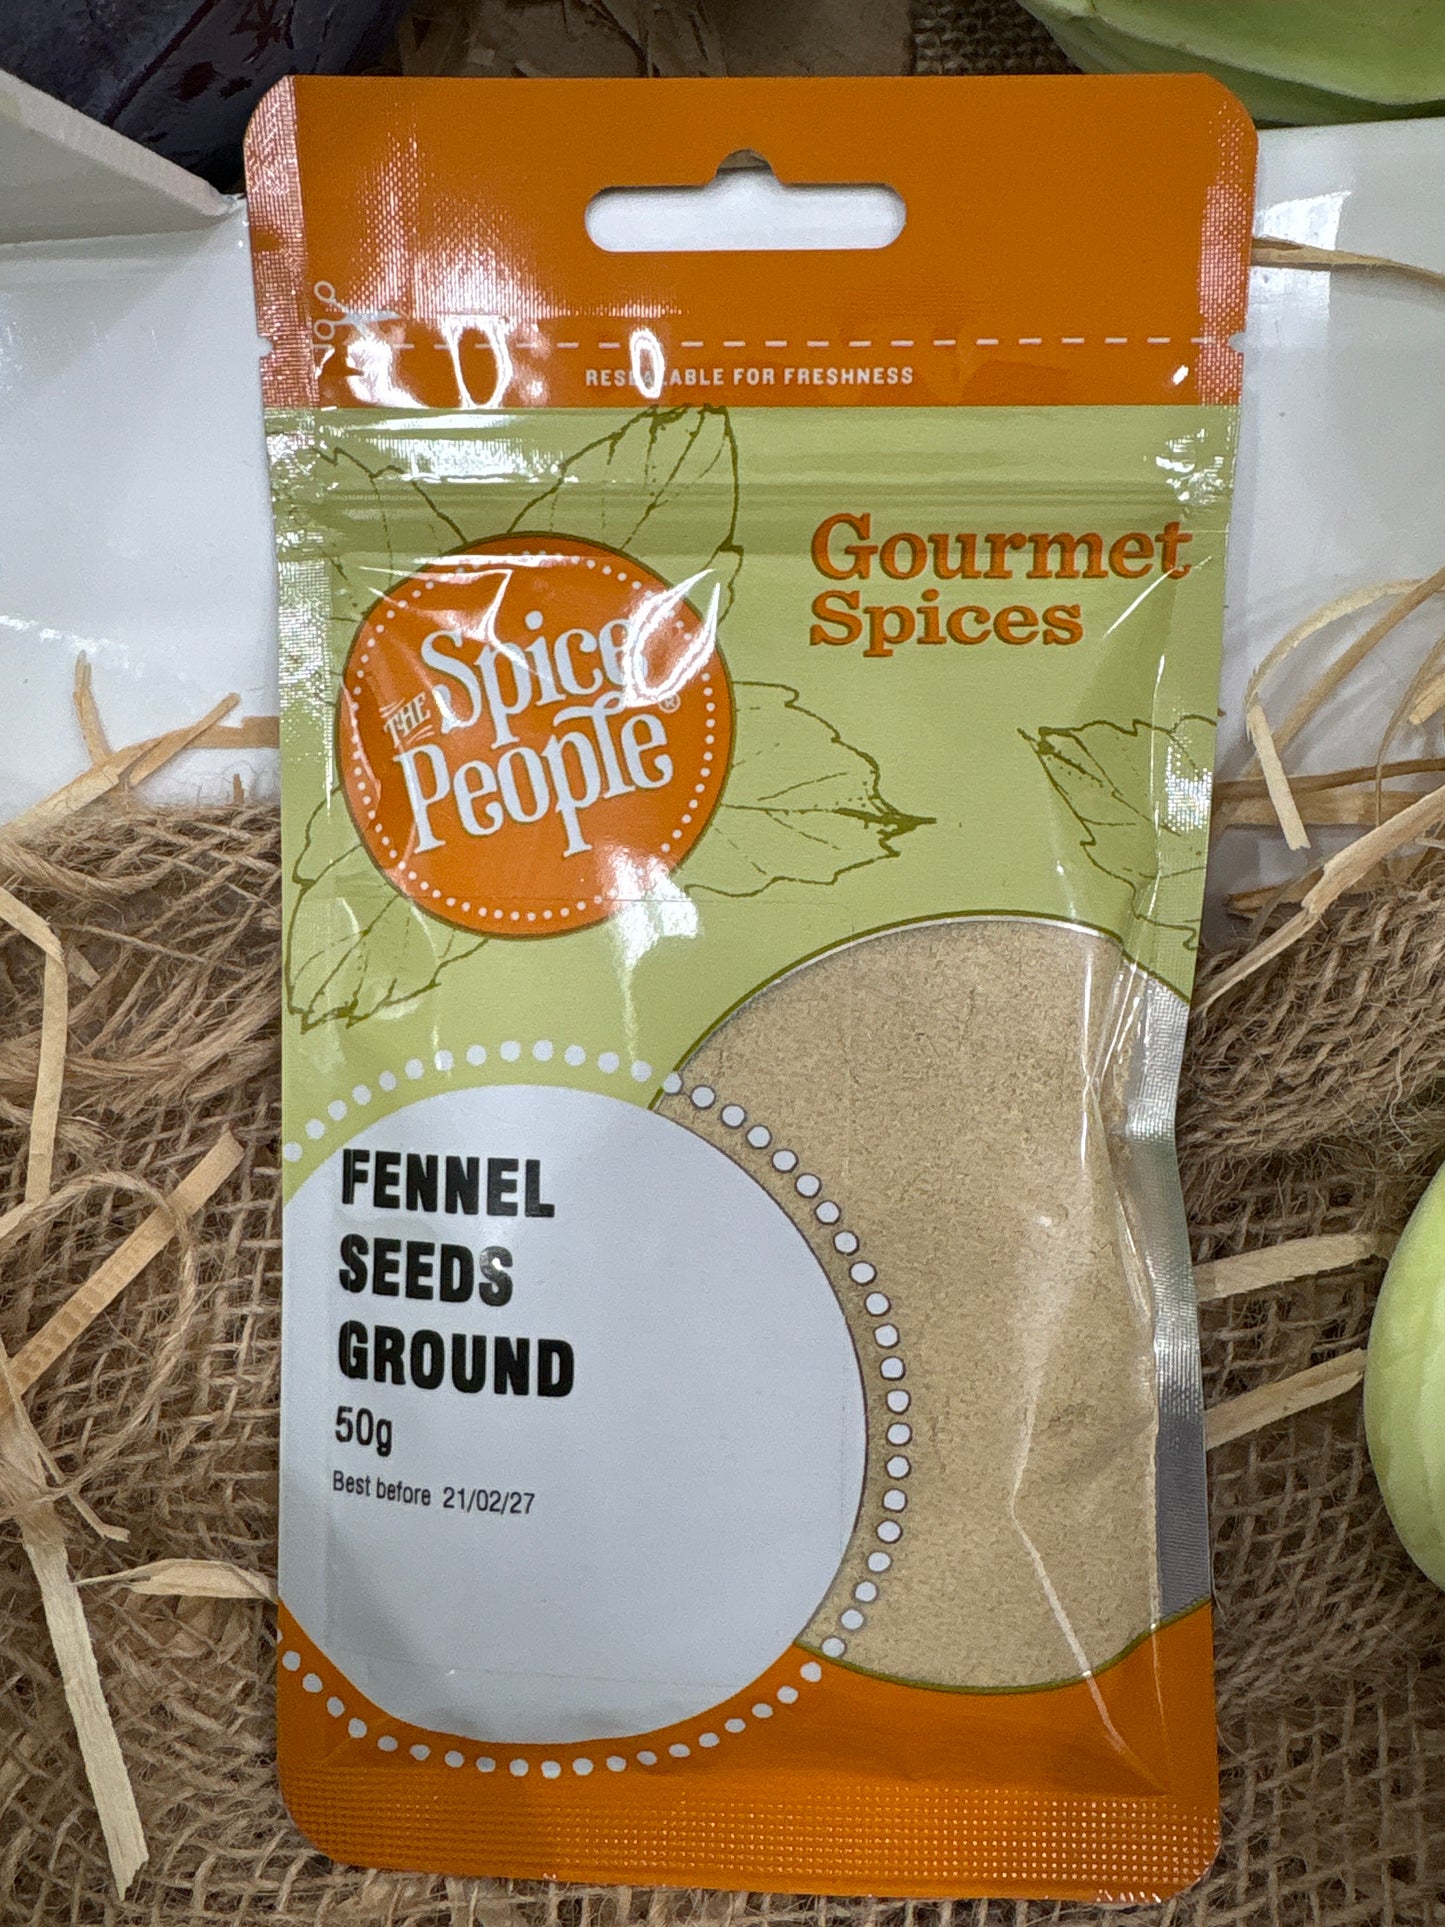 RESEALABLE FOR FRESHNESS
Gourmet
Spices
THE Spice
People®
FENNEL
SEEDS
GROUND
50g
Best before 21/02/27